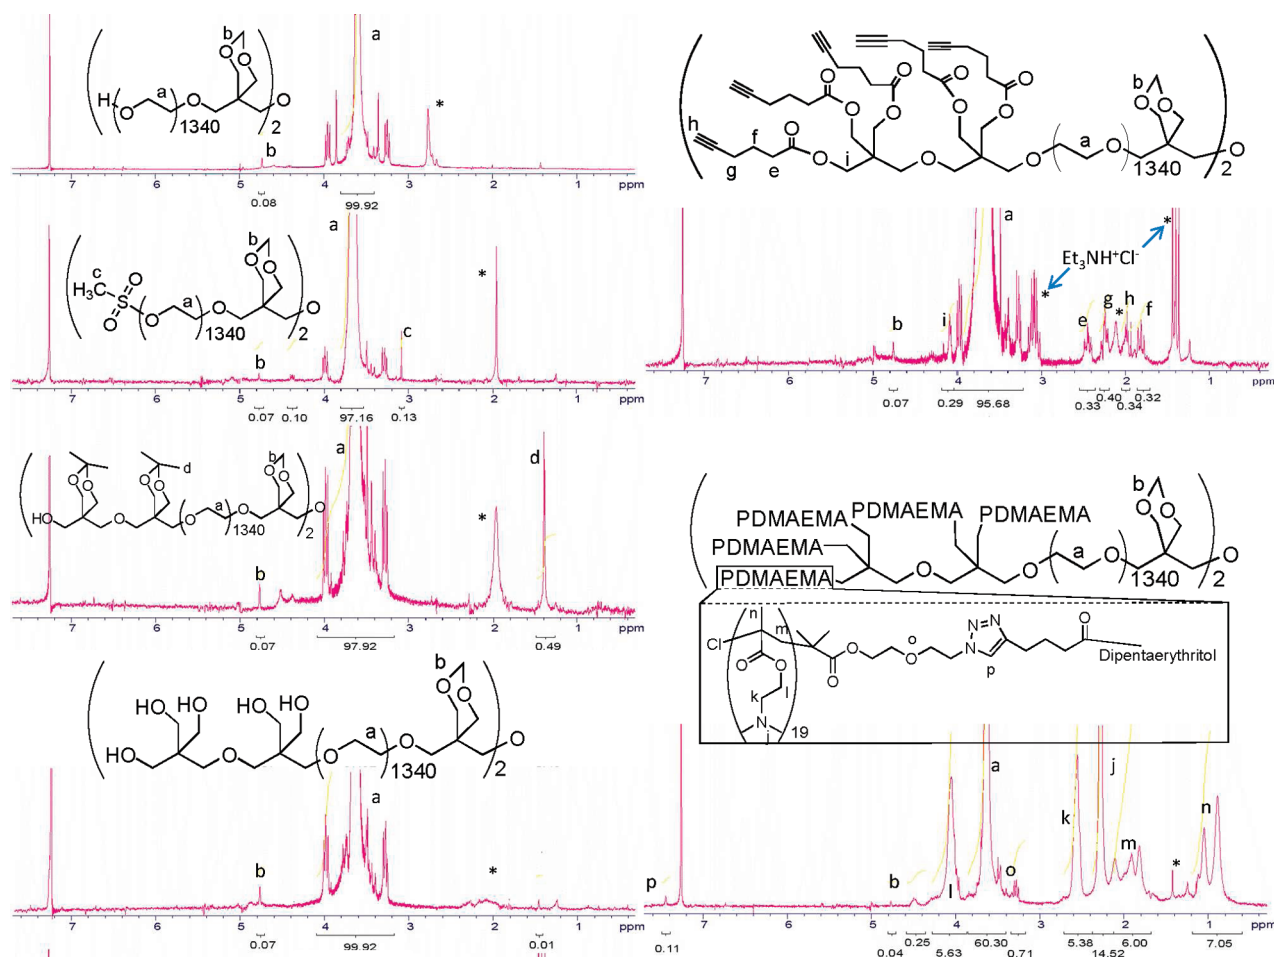 b
O
O
a
H
O
O
O
1340
2
a
*
b
7
6
5
4
3
2
1
ppm
0.08
99.92
b
c
O
O
H₃C
O
S
a
O
O
O
O
1340
2
a
*
b
c
7
6
5
4
3
2
1
ppm
0.07
0.10
97.16
0.13
d
b
O
O
O
O
O
O
a
HO
O
O
O
O
1340
2
a
d
*
b
7
6
5
4
3
2
1
ppm
0.07
97.92
0.49
b
O
O
HO
HO
HO
HO
a
O
O
O
O
1340
2
a
b
*
7
6
5
4
3
2
1
ppm
0.07
99.92
0.01
b
O
O
O
O
O
O
O
O
O
O
h
f
O
a
g
e
O
i
O
O
O
O
1340
2
a
*
Et₃NH⁺Cl⁻
*
b
i
e
g
*
h
f
7
6
5
4
3
2
1
ppm
0.07
0.29
95.68
0.33
0.40
0.34
0.32
b
O
O
PDMAEMA
PDMAEMA
PDMAEMA
PDMAEMA
a
O
O
O
O
1340
2
n
m
Cl
O
O
O
O
o
O
N
N
N
p
O
Dipentaerythritol
k
l
N
19
p
b
l
a
o
k
j
m
*
n
7
6
4
2
1
ppm
0.11
0.04
0.25
5.63
60.30
0.71
5.38
14.52
6.00
7.05